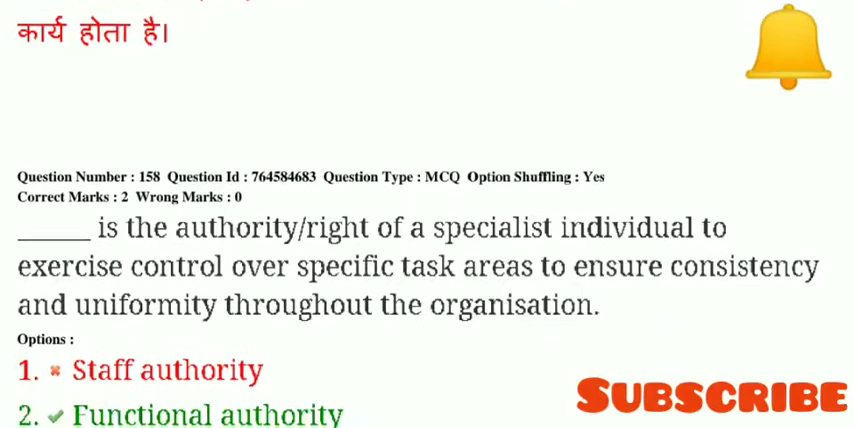 कार्य होता है।
Question Number : 158 Question Id : 764584683 Question Type : MCQ Option Shuffling : Yes
Correct Marks : 2 Wrong Marks : 0
______ is the authority/right of a specialist individual to
exercise control over specific task areas to ensure consistency
and uniformity throughout the organisation.
Options :
1. Staff authority
2. Functional authority
SUBSCRIBE